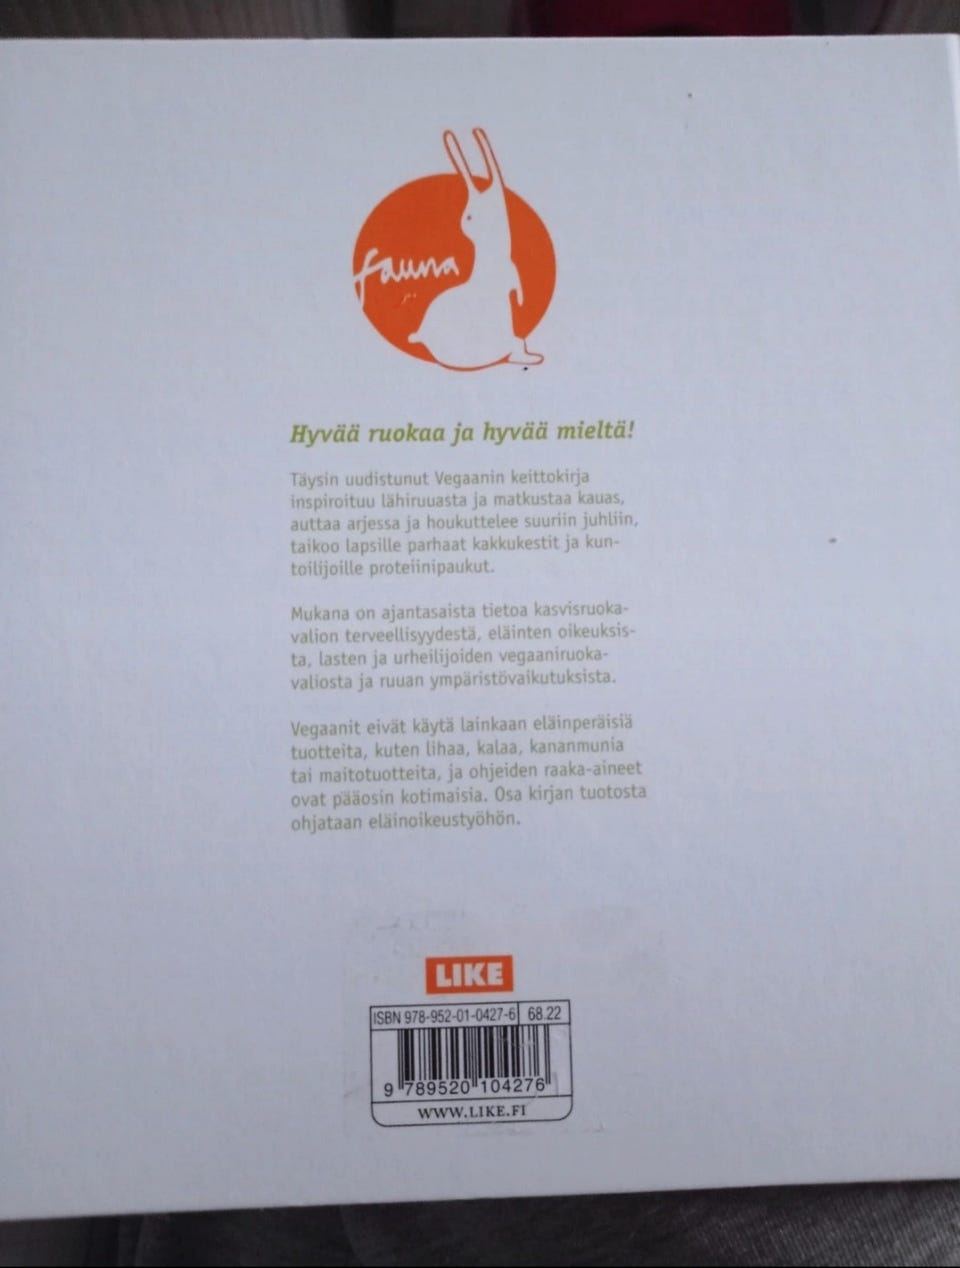 fauna
Hyvää ruokaa ja hyvää mieltä!
Täysin uudistunut Vegaanin keittokirja
inspiroituu lähiruuasta ja matkustaa kauas,
auttaa arjessa ja houkuttelee suuriin juhliin,
taikoo lapsille parhaat kakkukestit ja kun-
toilijoille proteiinipaukut.
Mukana on ajantasaista tietoa kasvisruoka-
valion terveellisyydestä, eläinten oikeuksis-
ta, lasten ja urheilijoiden vegaaniruoka-
valiosta ja ruuan ympäristövaikutuksista.
Vegaanit eivät käytä lainkaan eläinperäisiä
tuotteita, kuten lihaa, kalaa, kananmunia
tai maitotuotteita, ja ohjeiden raaka-aineet
ovat pääosin kotimaisia. Osa kirjan tuotosta
ohjataan eläinoikeustyöhön.
LIKE
ISBN 978-952-01-0427-6 68.22
9 789520 104276
WWW.LIKE.FI